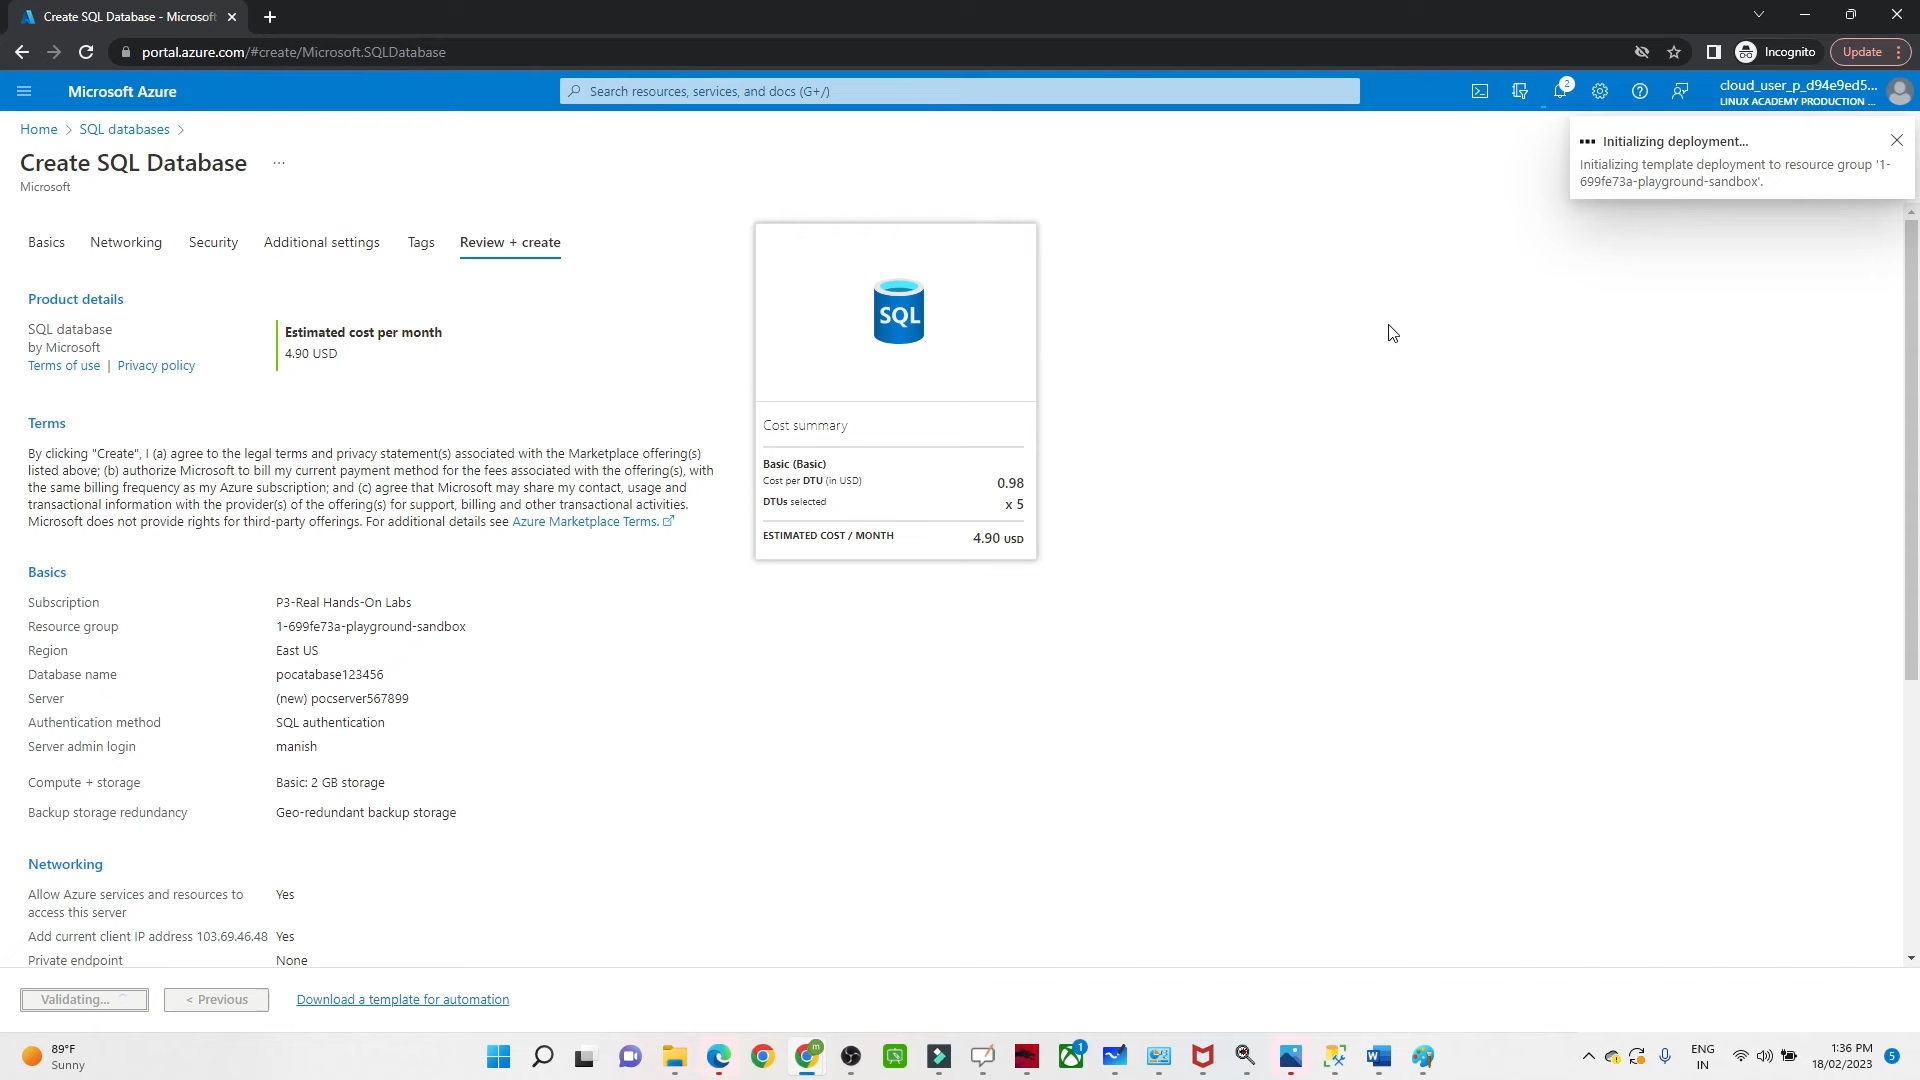 Create SQL Database - Microsoft
portal.azure.com/#create/Microsoft.SQLDatabase
Incognito
Update
Microsoft Azure
Search resources, services, and docs (G+/)
2
cloud_user_p_d94e9ed5...
LINUX ACADEMY PRODUCTION ...
Home > SQL databases >
Create SQL Database ...
Microsoft
Initializing deployment...
Initializing template deployment to resource group '1-
699fe73a-playground-sandbox'.
Basics Networking Security Additional settings Tags Review + create
Product details
SQL database
by Microsoft
Terms of use | Privacy policy
Estimated cost per month
4.90 USD
Terms
By clicking "Create", I (a) agree to the legal terms and privacy statement(s) associated with the Marketplace offering(s)
listed above; (b) authorize Microsoft to bill my current payment method for the fees associated with the offering(s), with
the same billing frequency as my Azure subscription; and (c) agree that Microsoft may share my contact, usage and
transactional information with the provider(s) of the offering(s) for support, billing and other transactional activities.
Microsoft does not provide rights for third-party offerings. For additional details see Azure Marketplace Terms.
SQL
Cost summary
Basic (Basic)
Cost per DTU (in USD) 0.98
DTUs selected x 5
ESTIMATED COST / MONTH 4.90 USD
Basics
Subscription P3-Real Hands-On Labs
Resource group 1-699fe73a-playground-sandbox
Region East US
Database name pocatabase123456
Server (new) pocserver567899
Authentication method SQL authentication
Server admin login manish
Compute + storage Basic: 2 GB storage
Backup storage redundancy Geo-redundant backup storage
Networking
Allow Azure services and resources to Yes
access this server
Add current client IP address 103.69.46.48 Yes
Private endpoint None
Validating... < Previous Download a template for automation
89°F
Sunny
m
1
ENG
IN
1:36 PM
18/02/2023
5